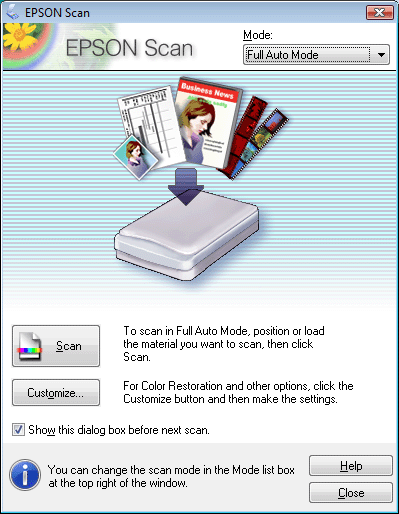 EPSON Scan
EPSON Scan
Mode:
Full Auto Mode
Business News
Scan
To scan in Full Auto Mode, position or load
the material you want to scan, then click
Scan.
Customize...
For Color Restoration and other options, click the
Customize button and then make the settings.
Show this dialog box before next scan.
You can change the scan mode in the Mode list box
at the top right of the window.
Help
Close